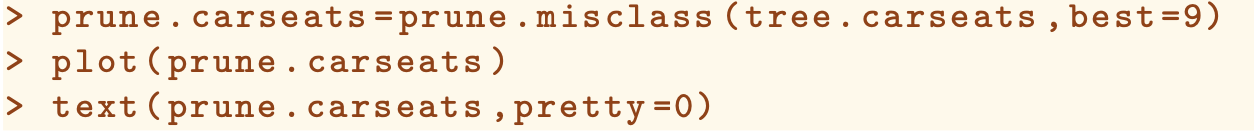 > prune.carseats=prune.misclass(tree.carseats,best=9)
> plot(prune.carseats)
> text(prune.carseats,pretty=0)